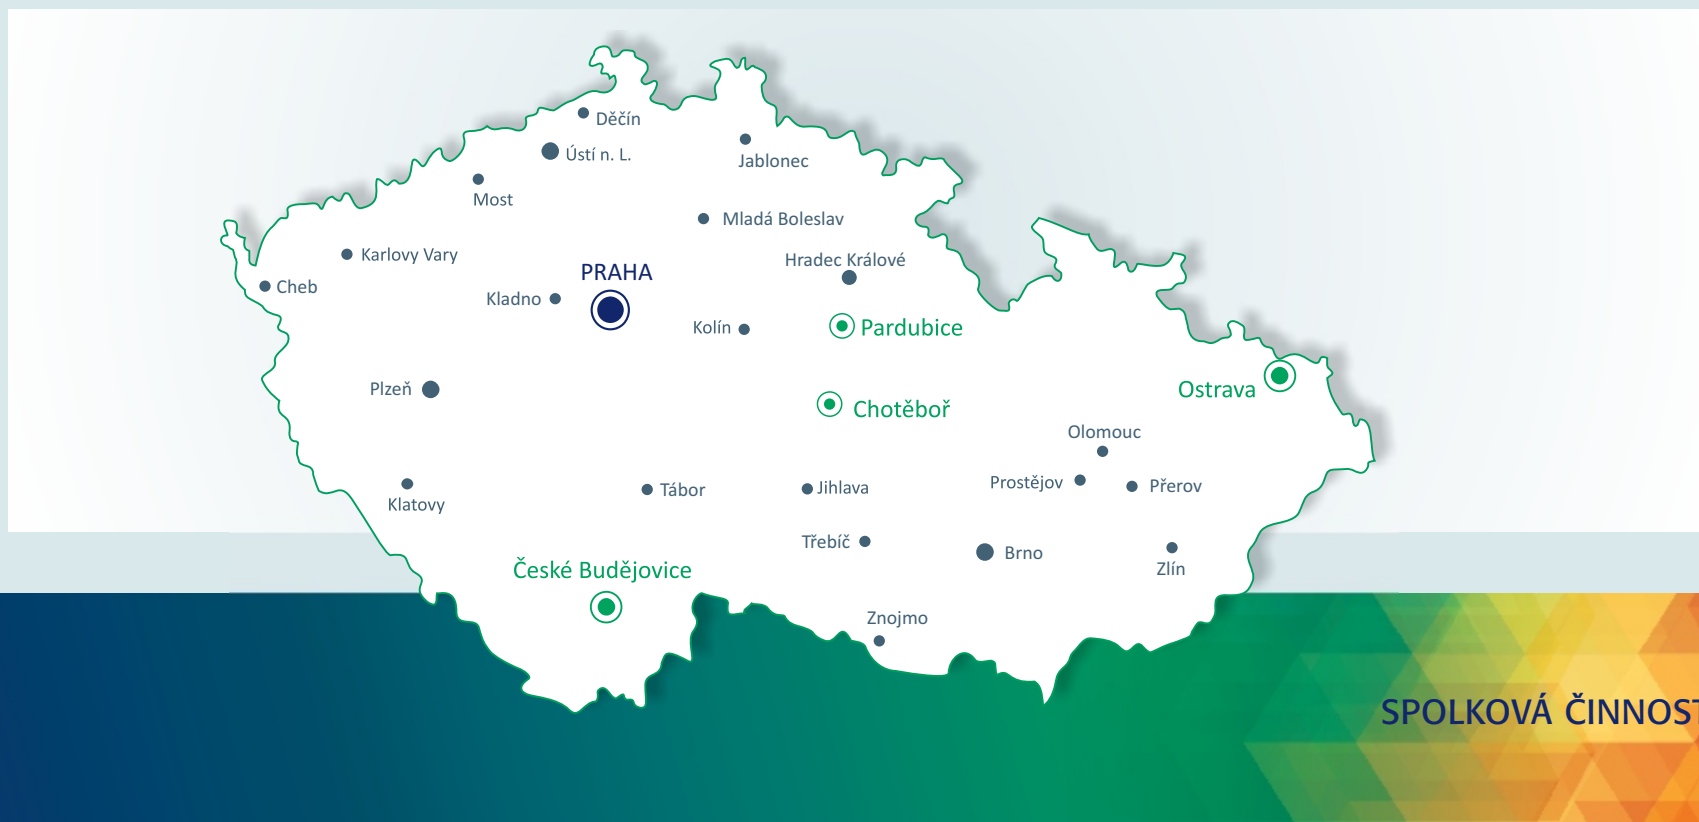 Děčín
Ústí n. L.
Jablonec
Most
Mladá Boleslav
Karlovy Vary
Hradec Králové
PRAHA
Cheb
Kladno
Kolín
Pardubice
Plzeň
Ostrava
Chotěboř
Olomouc
Prostějov
Přerov
Klatovy
Tábor
Jihlava
Třebíč
Brno
Zlín
České Budějovice
Znojmo
SPOLKOVÁ ČINNOST